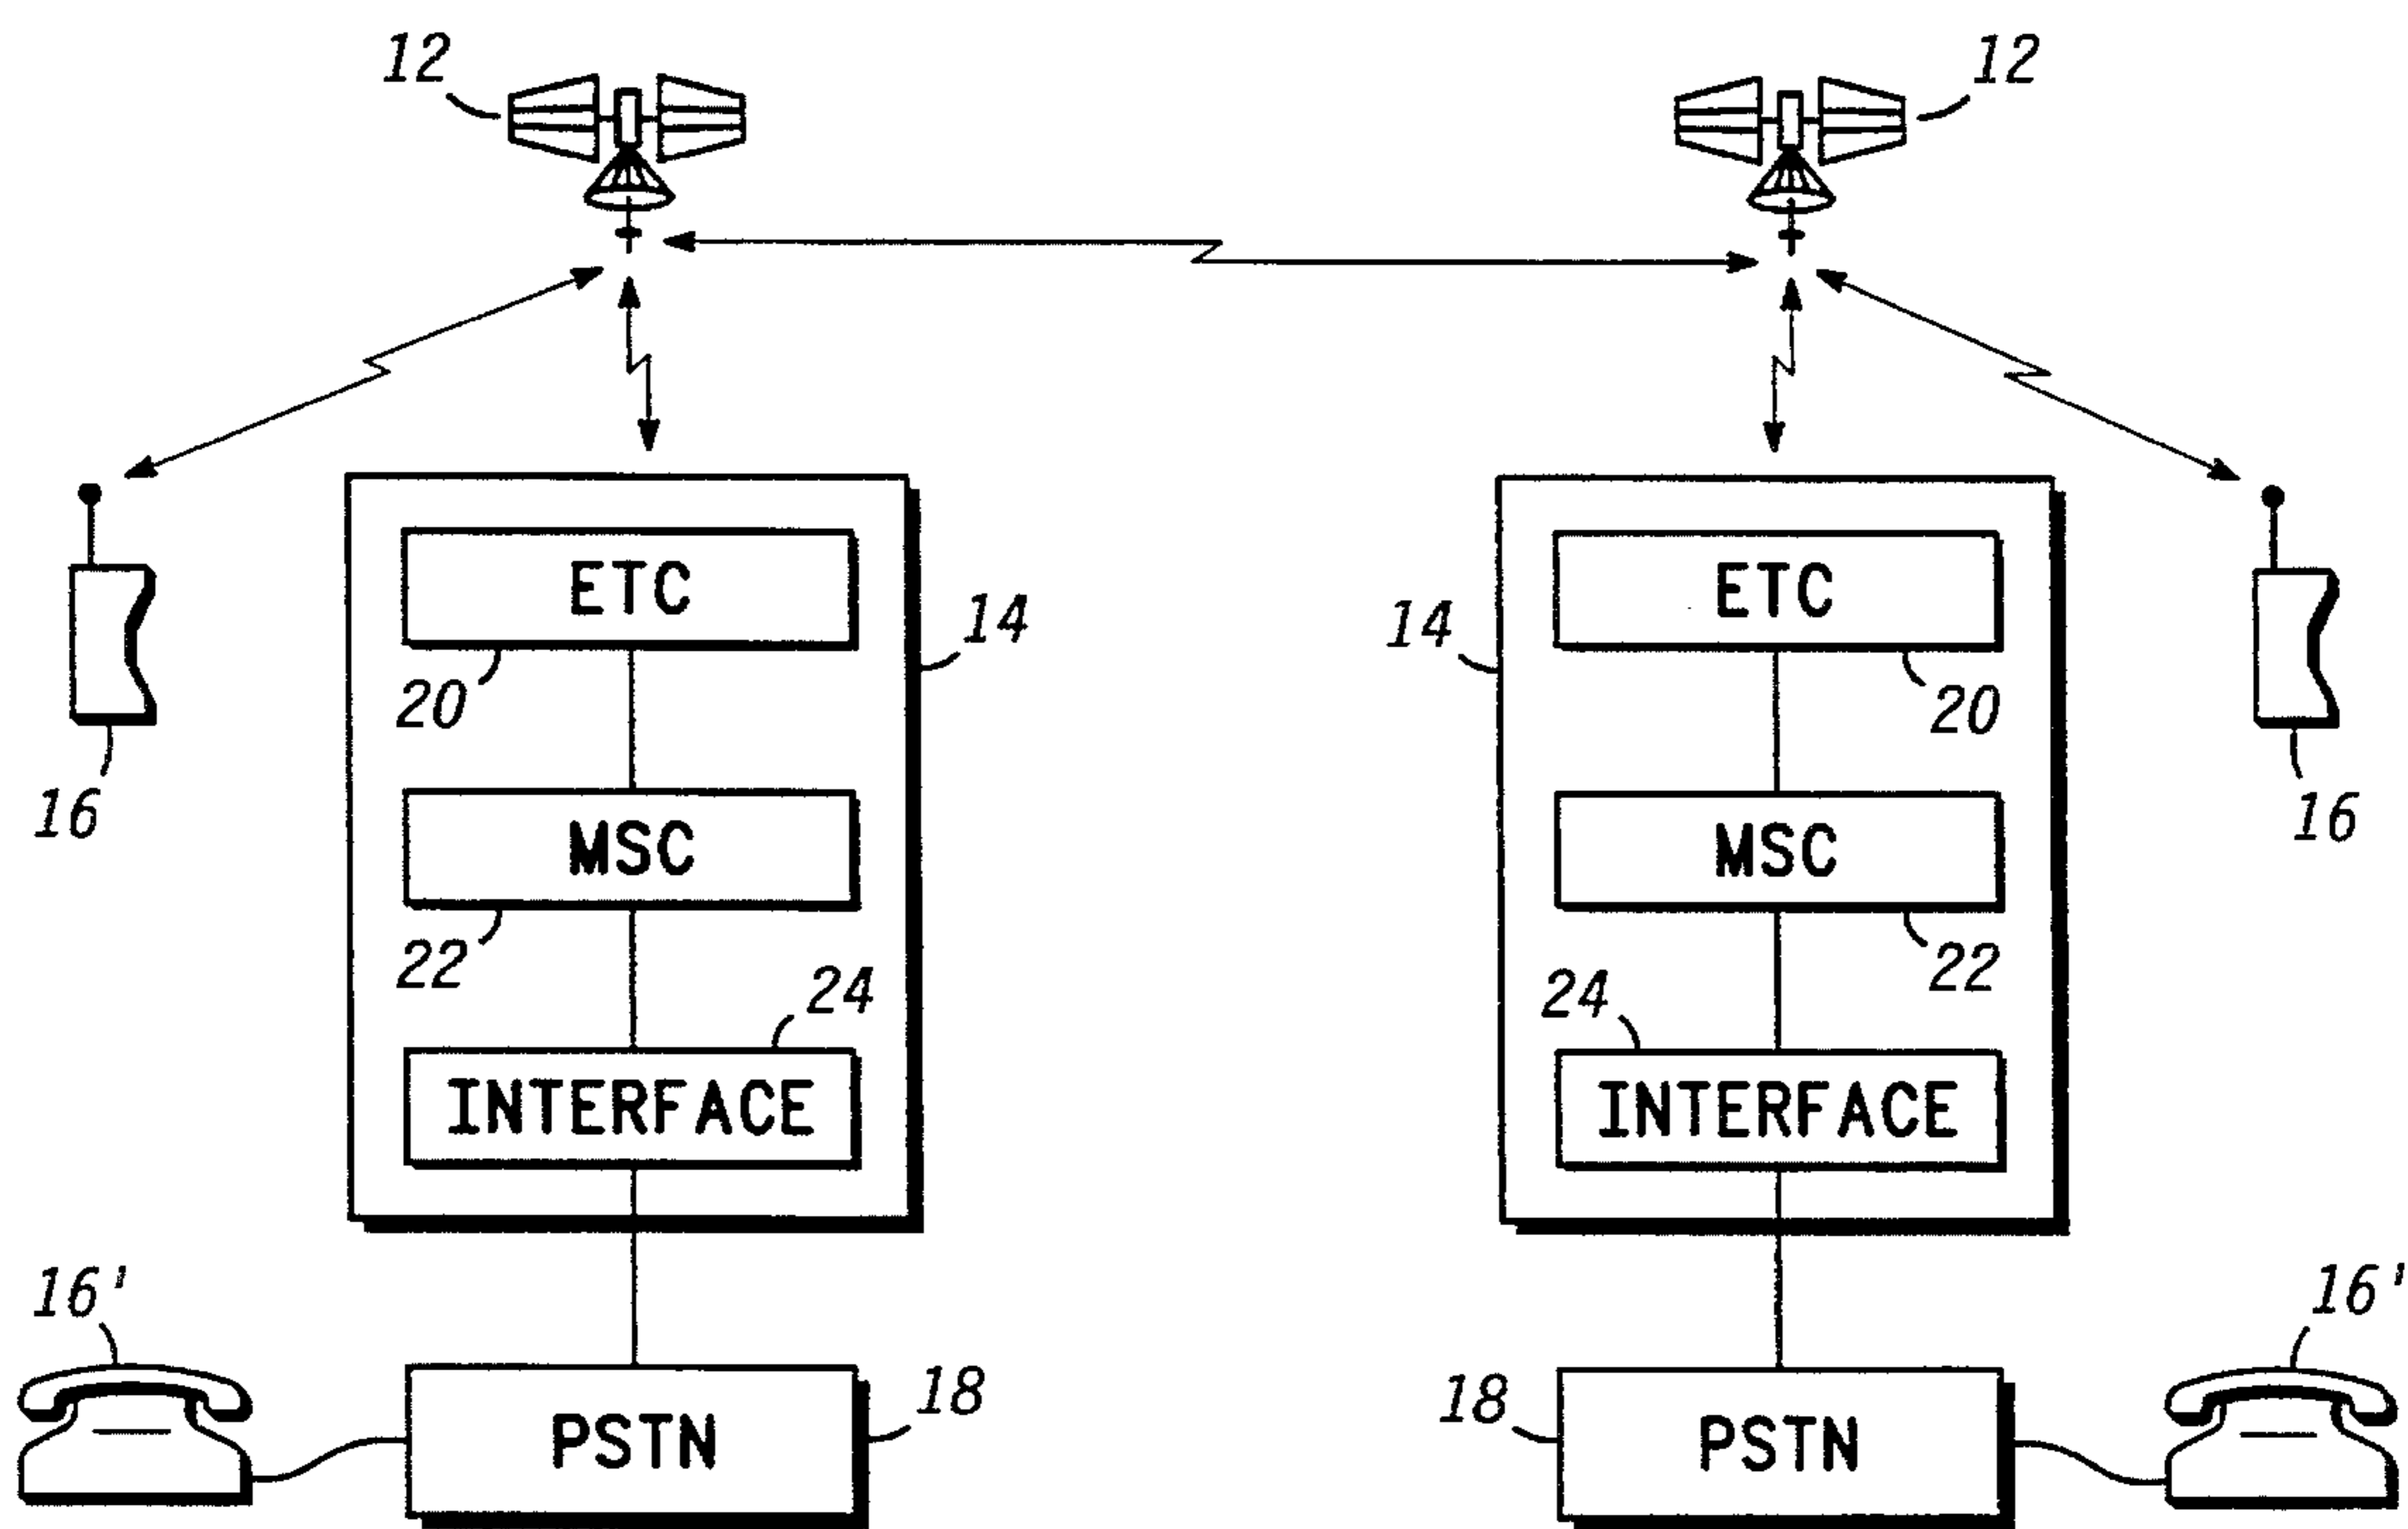 12 12
ETC ETC
14 14
20 20
MSC MSC
16 16
22 22
24 24
INTERFACE INTERFACE
16' 16'
18 18
PSTN PSTN